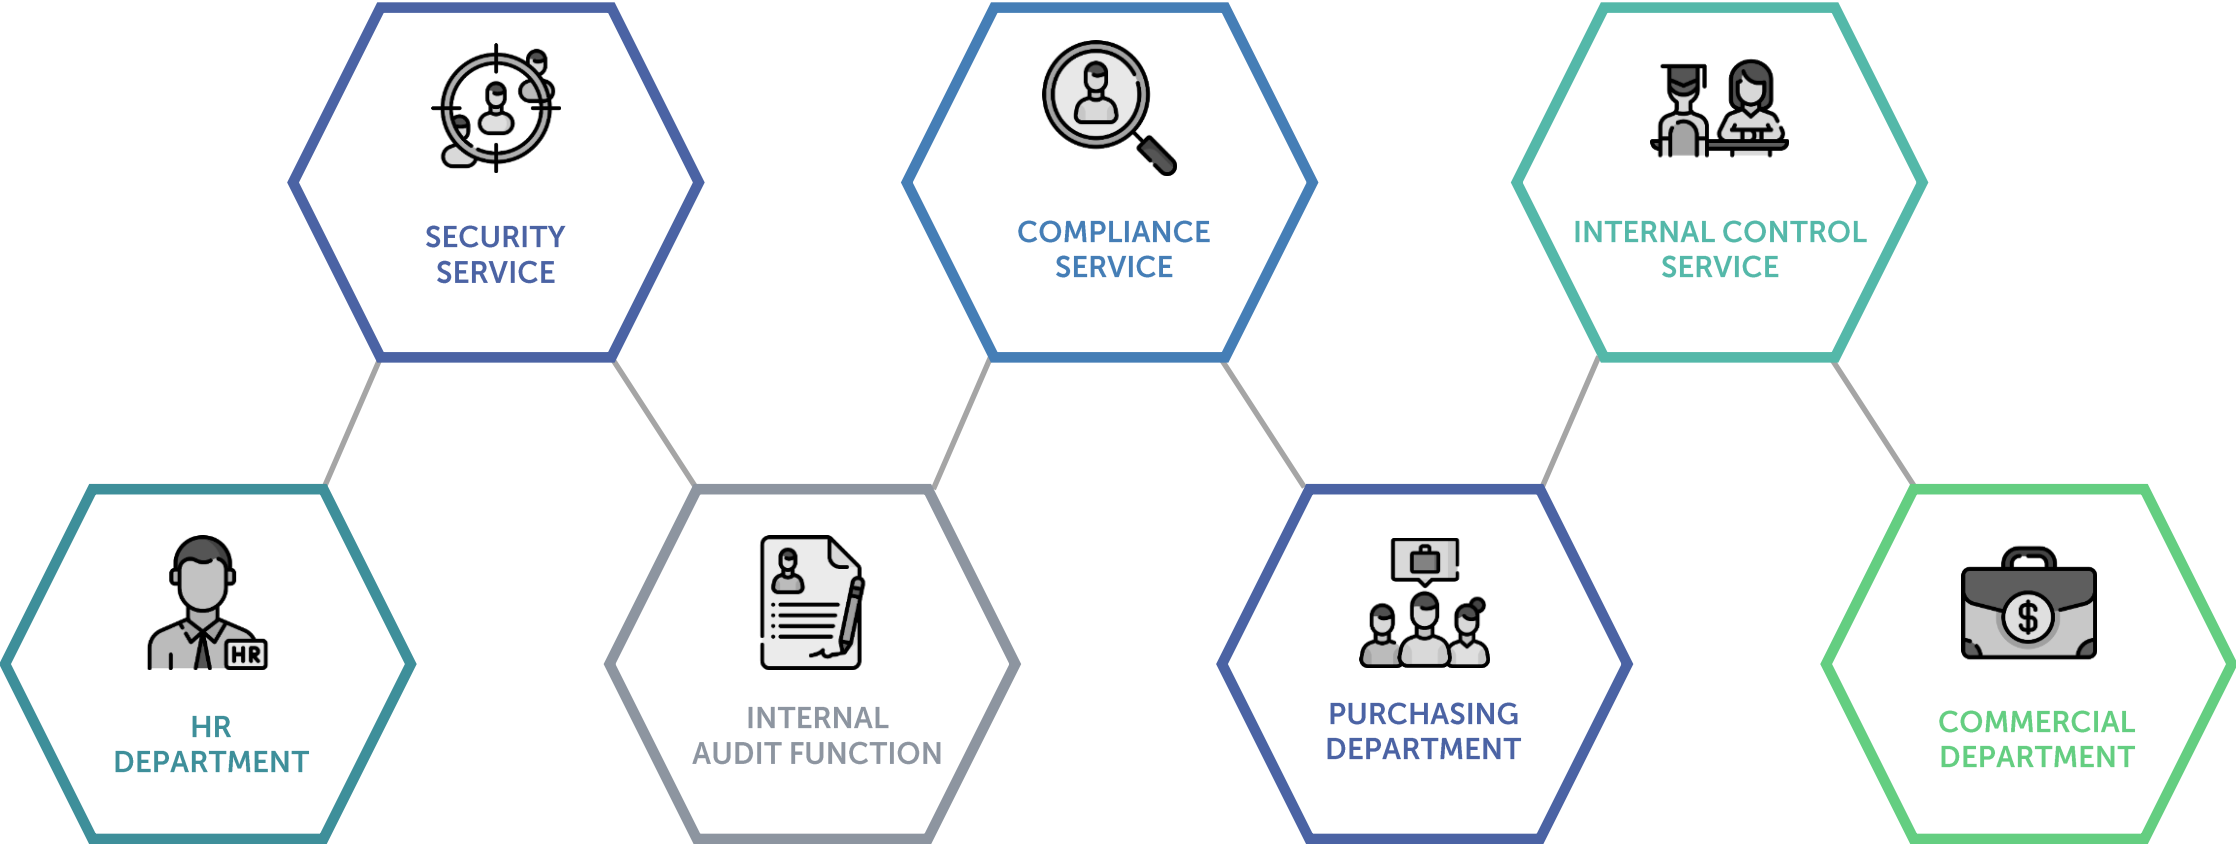 SECURITY
SERVICE
COMPLIANCE
SERVICE
INTERNAL CONTROL
SERVICE
HR
HR
DEPARTMENT
INTERNAL
AUDIT FUNCTION
PURCHASING
DEPARTMENT
$
COMMERCIAL
DEPARTMENT